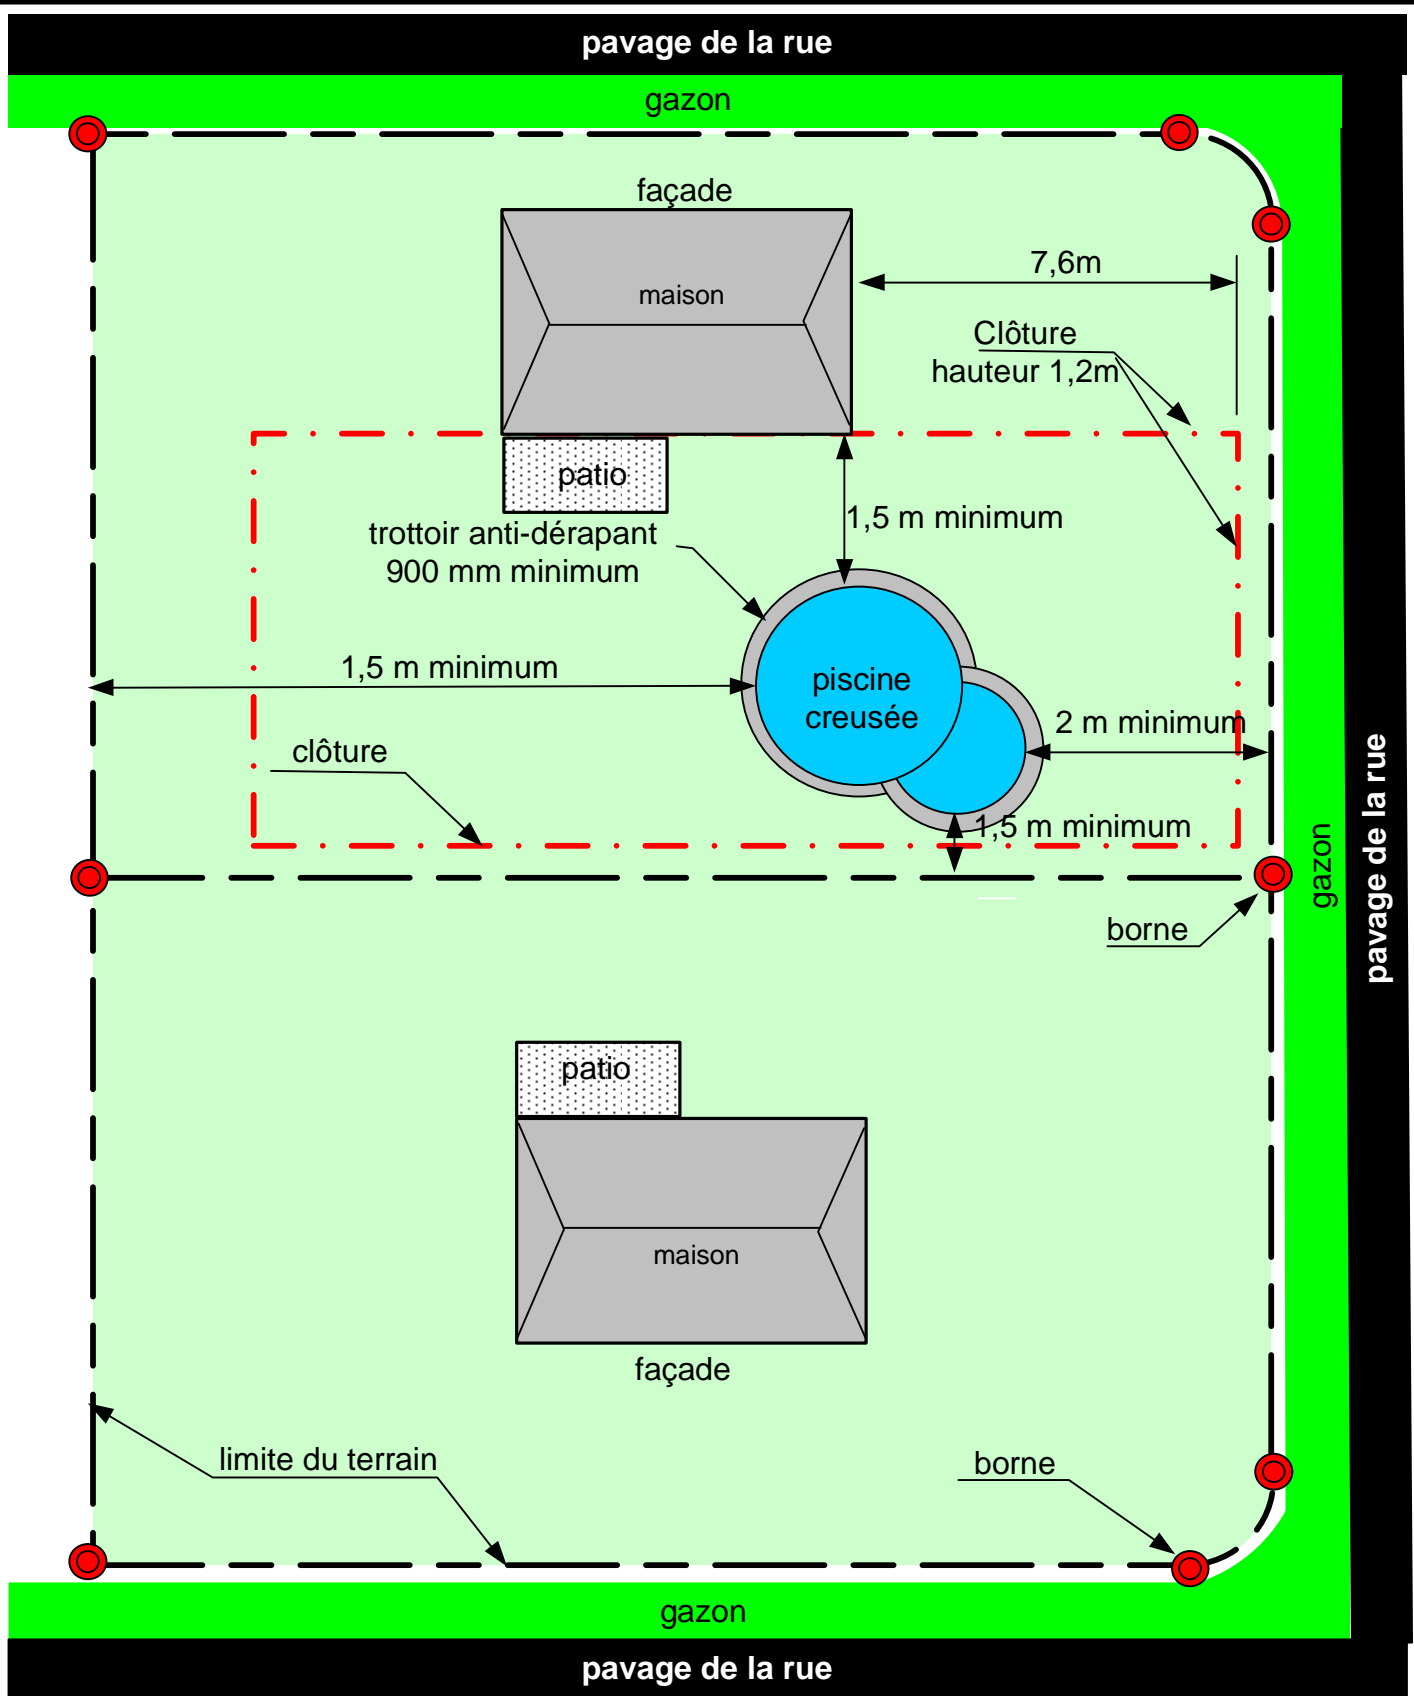 pavage de la rue
gazon
façade
7,6m
maison
Clôture
hauteur 1,2m
patio
1,5 m minimum
trottoir anti-dérapant
900 mm minimum
1,5 m minimum
piscine
creusée
2 m minimum
clôture
pavage de la rue
1,5 m minimum
gazon
borne
patio
maison
façade
limite du terrain
borne
gazon
pavage de la rue